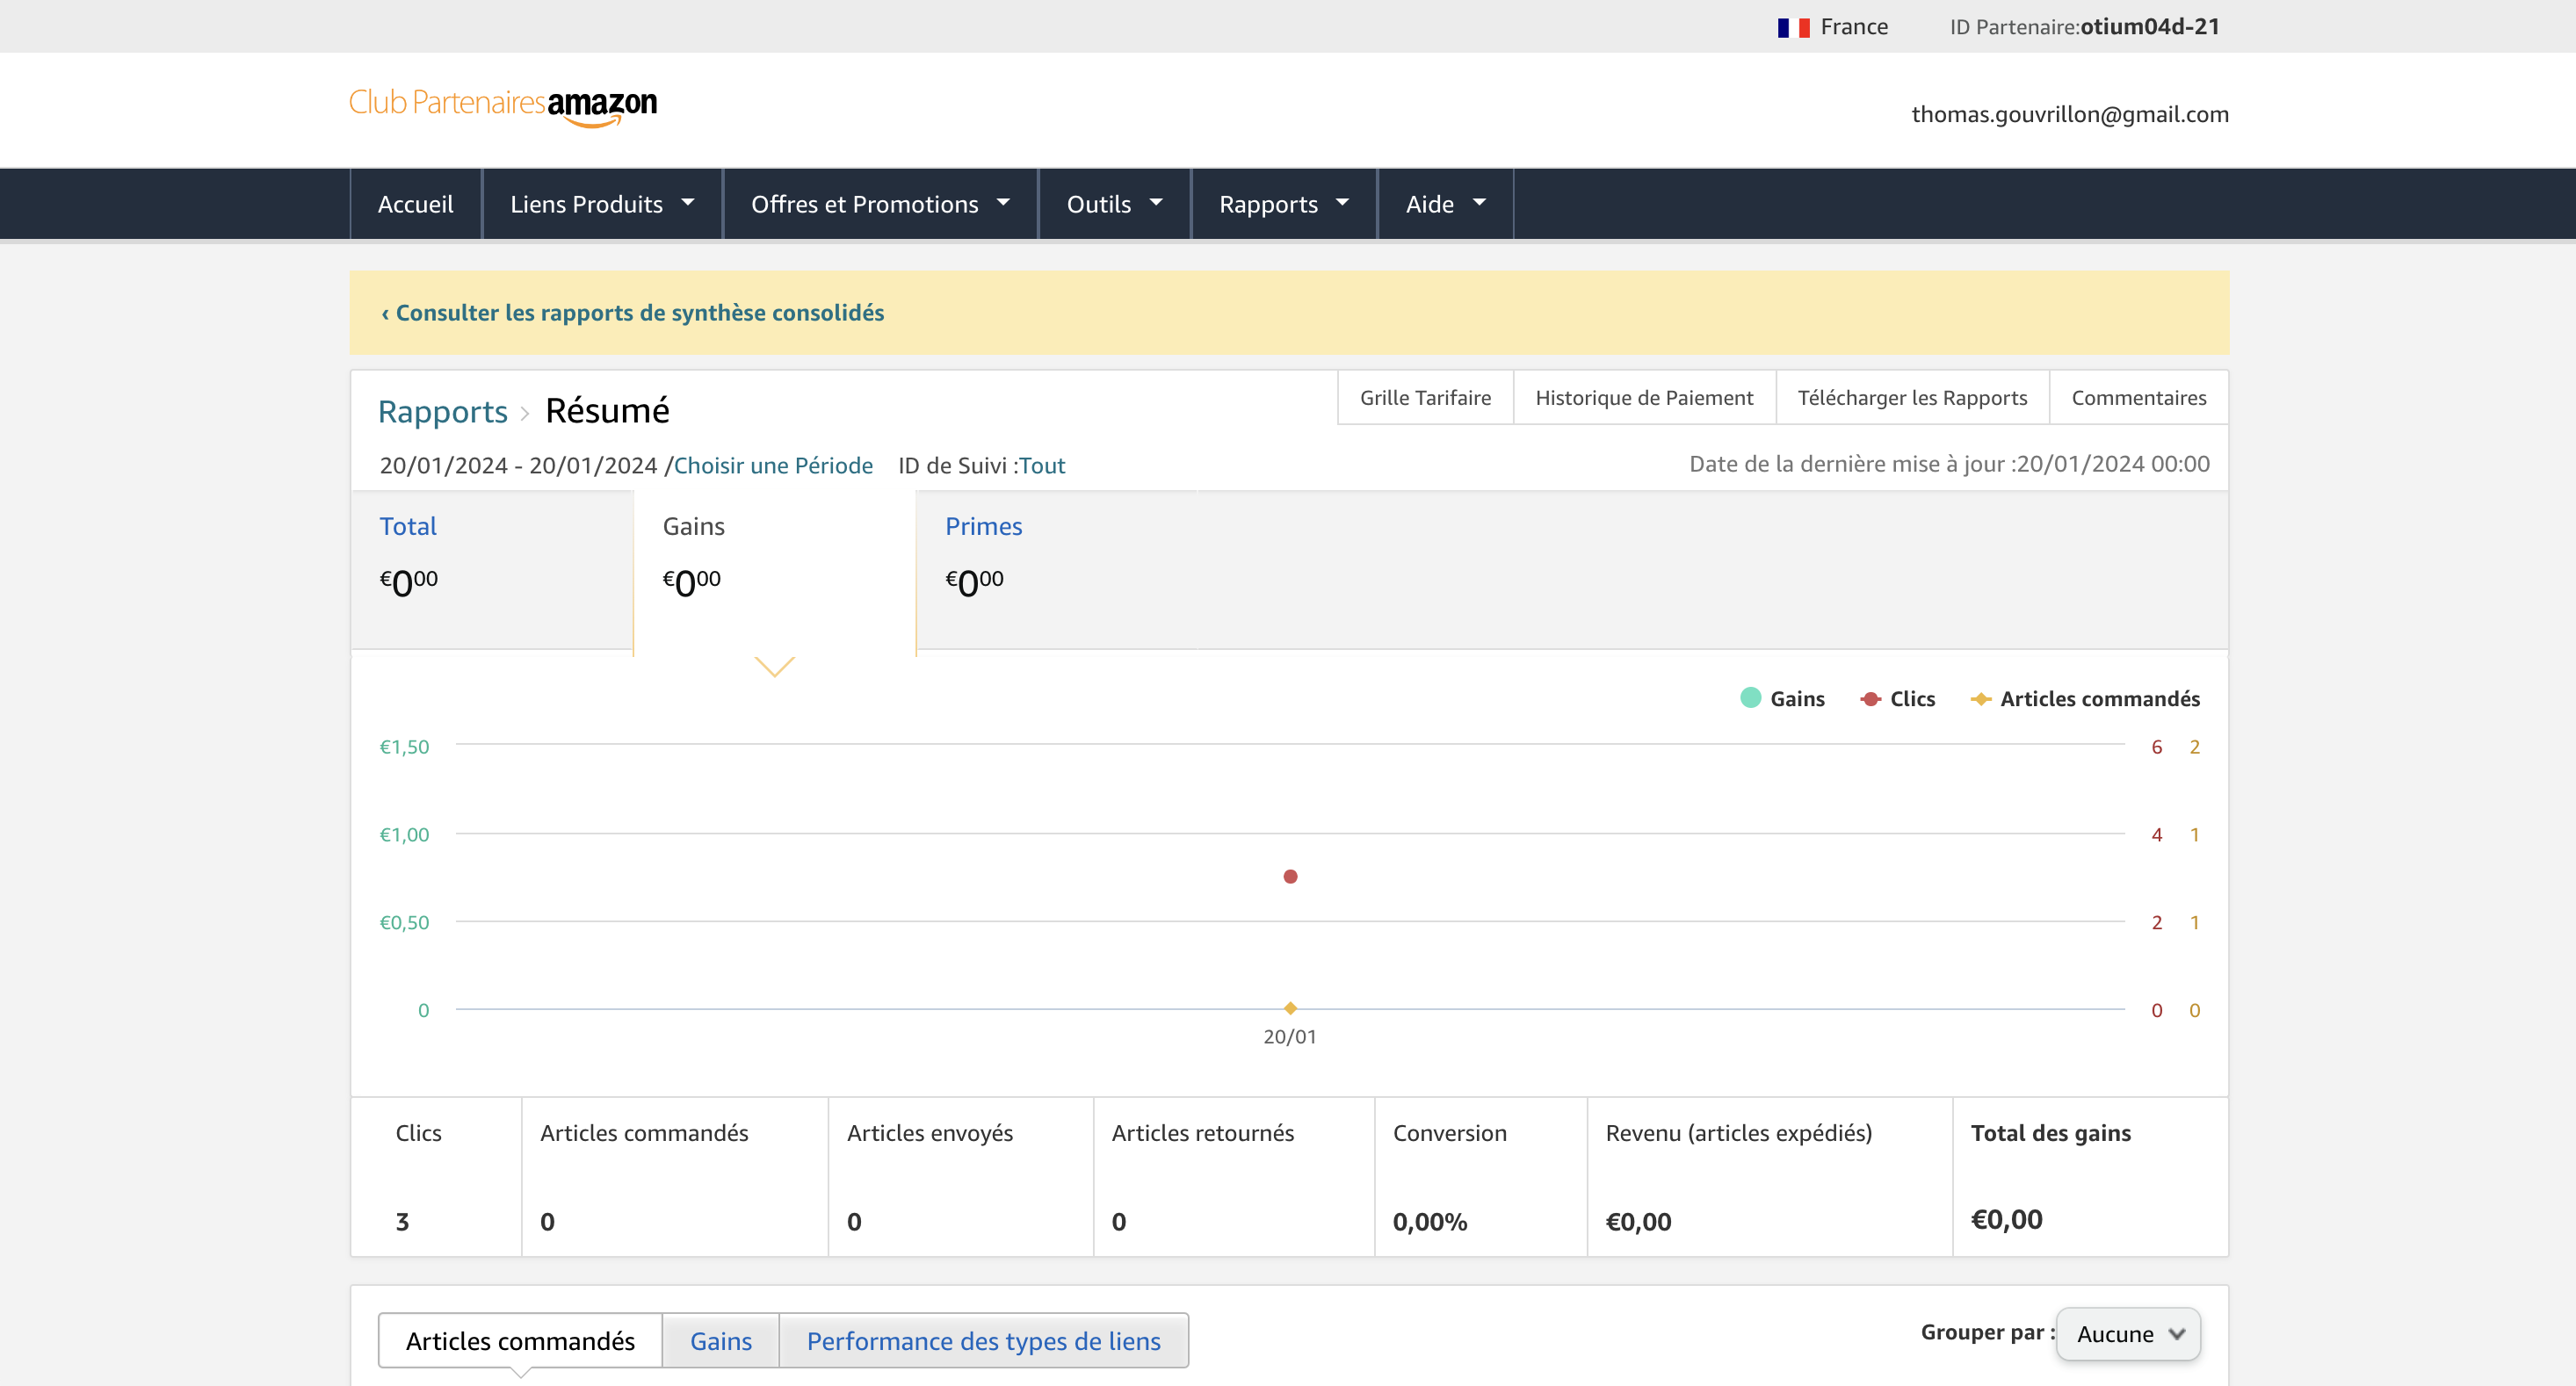 France ID Partenaire:otium04d-21
Club Partenaires amazon
thomas.gouvrillon@gmail.com
Accueil Liens Produits Offres et Promotions Outils Rapports Aide
‹ Consulter les rapports de synthèse consolidés
Grille Tarifaire Historique de Paiement Télécharger les Rapports Commentaires
Rapports › Résumé
20/01/2024 - 20/01/2024 /Choisir une Période ID de Suivi :Tout Date de la dernière mise à jour :20/01/2024 00:00
Total Gains Primes
€000 €000 €000
Gains Clics Articles commandés
€1,50 6 2
€1,00 4 1
€0,50 2 1
0 0 0
20/01
Clics Articles commandés Articles envoyés Articles retournés Conversion Revenu (articles expédiés) Total des gains
3 0 0 0 0,00% €0,00 €0,00
Articles commandés Gains Performance des types de liens Grouper par : Aucune